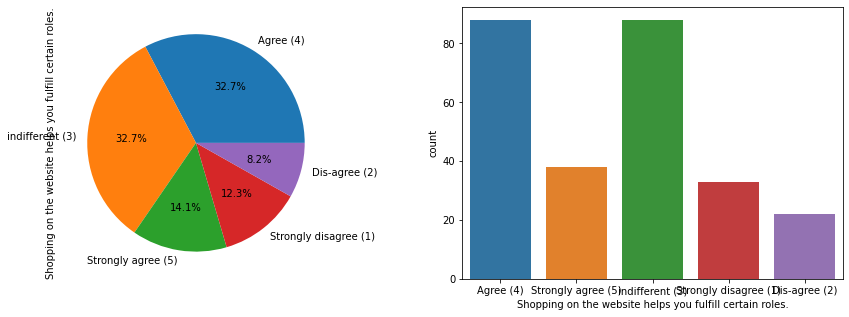 Shopping on the website helps you fulfill certain roles.
Agree (4)
32.7%
indifferent (3)
32.7%
Strongly agree (5)
14.1%
Strongly disagree (1)
12.3%
Dis-agree (2)
8.2%
count
80
60
40
20
0
Agree (4) Strongly agree (5) indifferent (3) Strongly disagree (1) Dis-agree (2)
Shopping on the website helps you fulfill certain roles.